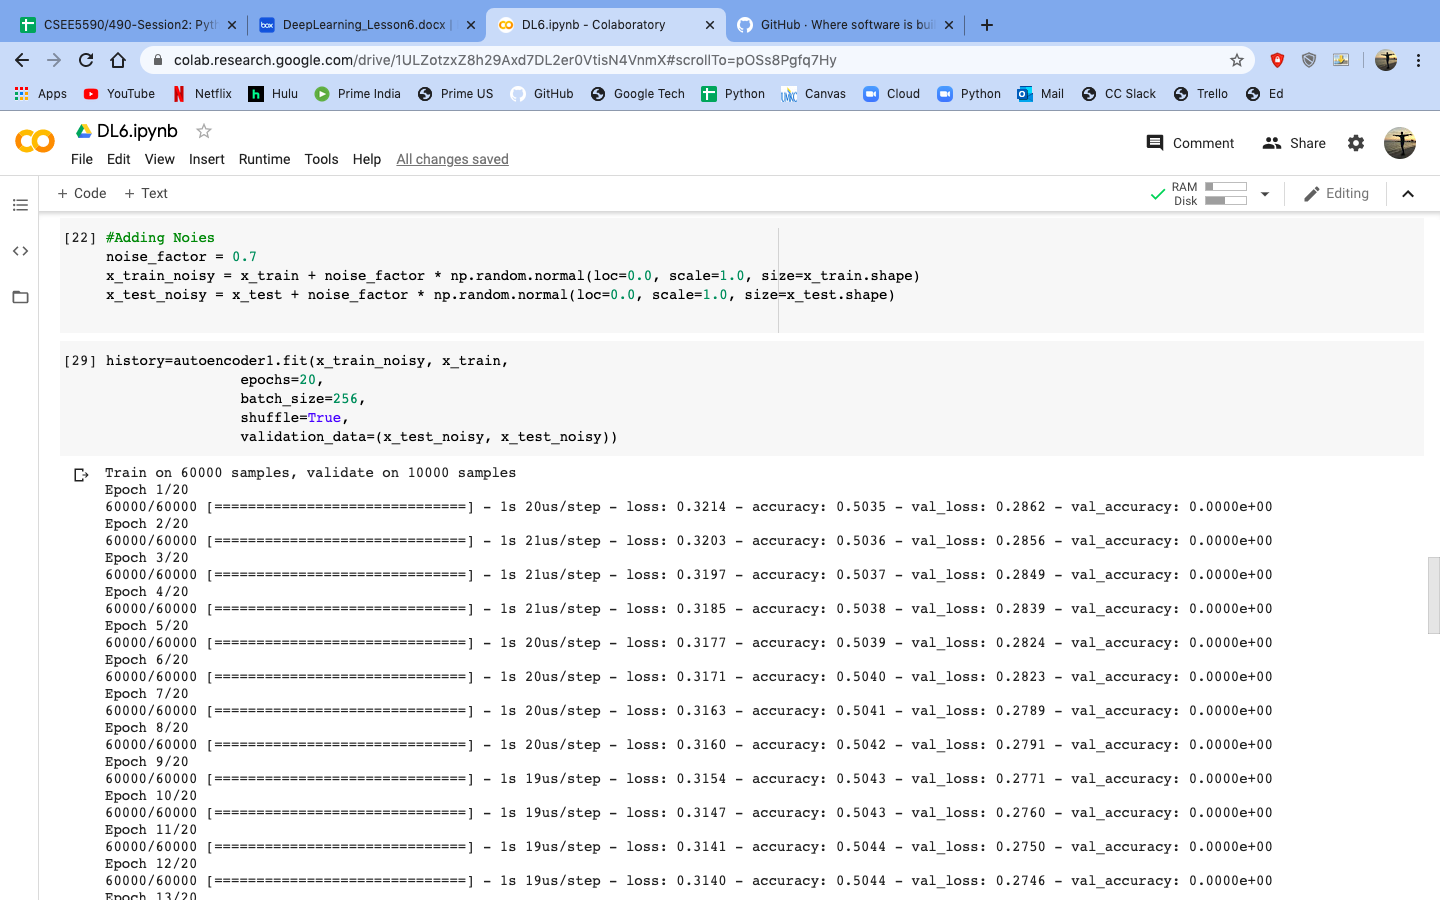 CSEE5590/490-Session2: Pyth
DeepLearning_Lesson6.docx |
DL6.ipynb - Colaboratory
GitHub · Where software is bui
colab.research.google.com/drive/1ULZotzxZ8h29Axd7DL2er0VtisN4VnmX#scrollTo=pOSs8Pgfq7Hy
Apps YouTube Netflix Hulu Prime India Prime US GitHub Google Tech Python Canvas Cloud Python Mail CC Slack Trello Ed
DL6.ipynb
File Edit View Insert Runtime Tools Help All changes saved
Comment Share
+ Code + Text
RAM
Disk
Editing
[22] #Adding Noies
noise_factor = 0.7
x_train_noisy = x_train + noise_factor * np.random.normal(loc=0.0, scale=1.0, size=x_train.shape)
x_test_noisy = x_test + noise_factor * np.random.normal(loc=0.0, scale=1.0, size=x_test.shape)
[29] history=autoencoder1.fit(x_train_noisy, x_train,
epochs=20,
batch_size=256,
shuffle=True,
validation_data=(x_test_noisy, x_test_noisy))
Train on 60000 samples, validate on 10000 samples
Epoch 1/20
60000/60000 [==============================] - 1s 20us/step - loss: 0.3214 - accuracy: 0.5035 - val_loss: 0.2862 - val_accuracy: 0.0000e+00
Epoch 2/20
60000/60000 [==============================] - 1s 21us/step - loss: 0.3203 - accuracy: 0.5036 - val_loss: 0.2856 - val_accuracy: 0.0000e+00
Epoch 3/20
60000/60000 [==============================] - 1s 21us/step - loss: 0.3197 - accuracy: 0.5037 - val_loss: 0.2849 - val_accuracy: 0.0000e+00
Epoch 4/20
60000/60000 [==============================] - 1s 21us/step - loss: 0.3185 - accuracy: 0.5038 - val_loss: 0.2839 - val_accuracy: 0.0000e+00
Epoch 5/20
60000/60000 [==============================] - 1s 20us/step - loss: 0.3177 - accuracy: 0.5039 - val_loss: 0.2824 - val_accuracy: 0.0000e+00
Epoch 6/20
60000/60000 [==============================] - 1s 20us/step - loss: 0.3171 - accuracy: 0.5040 - val_loss: 0.2823 - val_accuracy: 0.0000e+00
Epoch 7/20
60000/60000 [==============================] - 1s 20us/step - loss: 0.3163 - accuracy: 0.5041 - val_loss: 0.2789 - val_accuracy: 0.0000e+00
Epoch 8/20
60000/60000 [==============================] - 1s 20us/step - loss: 0.3160 - accuracy: 0.5042 - val_loss: 0.2791 - val_accuracy: 0.0000e+00
Epoch 9/20
60000/60000 [==============================] - 1s 19us/step - loss: 0.3154 - accuracy: 0.5043 - val_loss: 0.2771 - val_accuracy: 0.0000e+00
Epoch 10/20
60000/60000 [==============================] - 1s 19us/step - loss: 0.3147 - accuracy: 0.5043 - val_loss: 0.2760 - val_accuracy: 0.0000e+00
Epoch 11/20
60000/60000 [==============================] - 1s 19us/step - loss: 0.3141 - accuracy: 0.5044 - val_loss: 0.2750 - val_accuracy: 0.0000e+00
Epoch 12/20
60000/60000 [==============================] - 1s 19us/step - loss: 0.3140 - accuracy: 0.5044 - val_loss: 0.2746 - val_accuracy: 0.0000e+00
Epoch 13/20